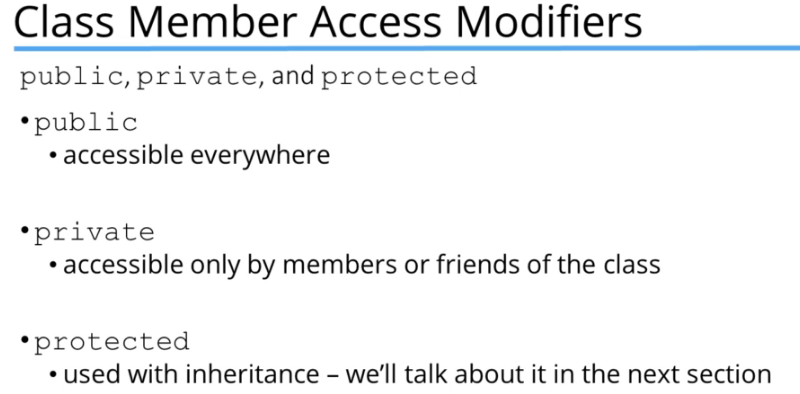 Class Member Access Modifiers
public, private, and protected
•public
• accessible everywhere
•private
• accessible only by members or friends of the class
•protected
• used with inheritance – we’ll talk about it in the next section